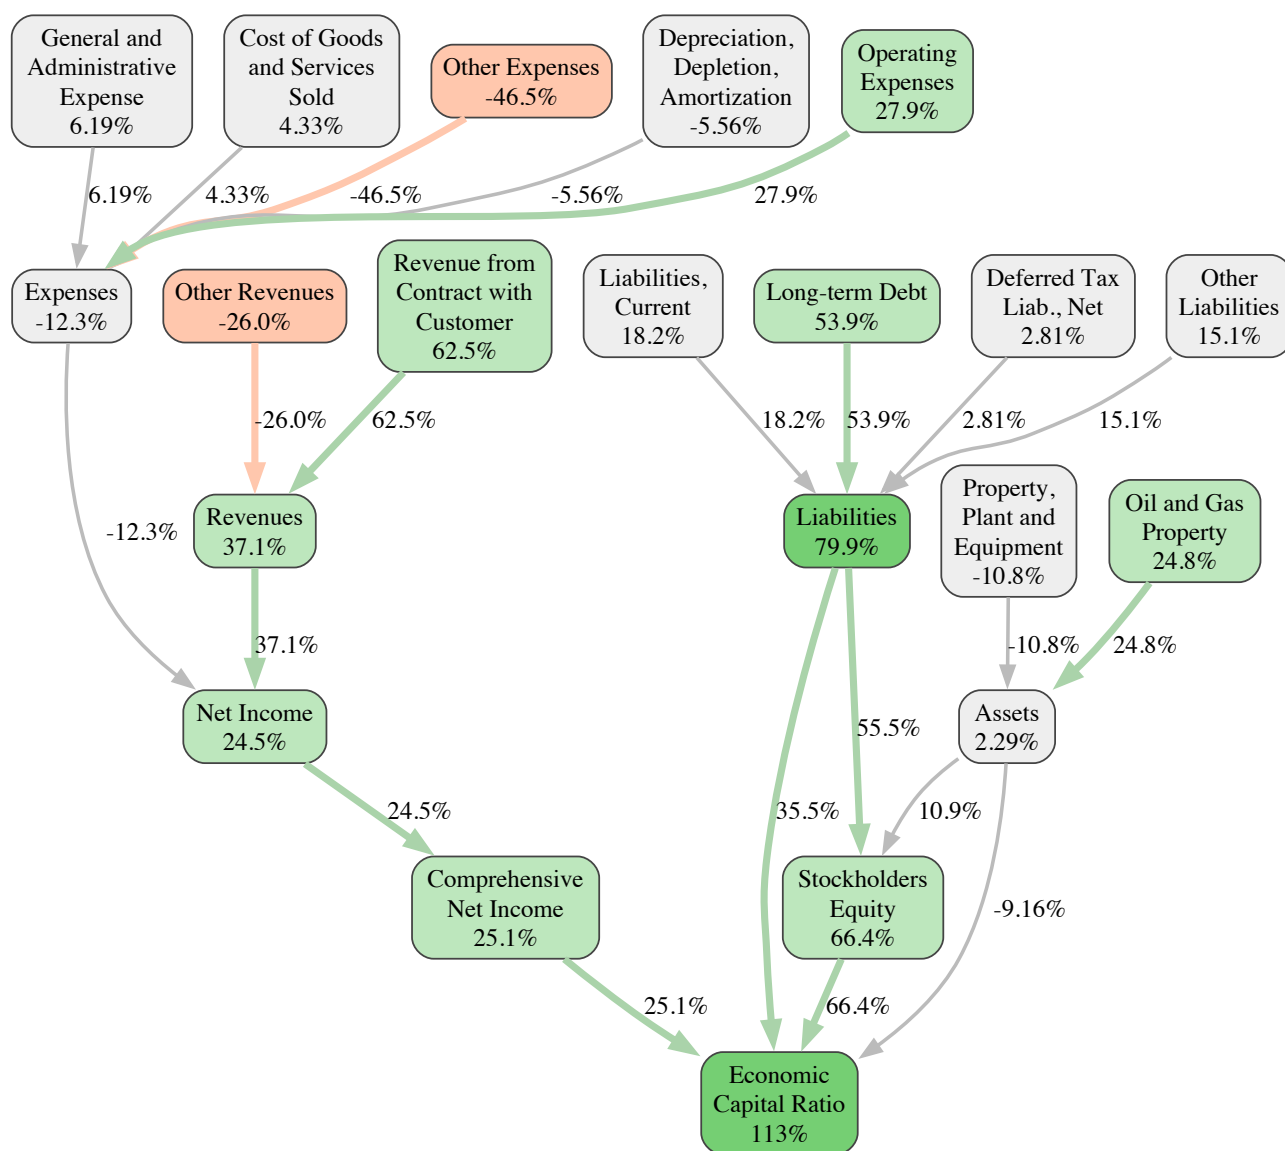 General and
Administrative
Expense
6.19%
Cost of Goods
and Services
Sold
4.33%
Other Expenses
-46.5%
Depreciation,
Depletion,
Amortization
-5.56%
Operating
Expenses
27.9%
6.19%
4.33%
-46.5%
-5.56%
27.9%
Expenses
-12.3%
Other Revenues
-26.0%
Revenue from
Contract with
Customer
62.5%
Liabilities,
Current
18.2%
Long-term Debt
53.9%
Deferred Tax
Liab., Net
2.81%
Other
Liabilities
15.1%
-26.0%
62.5%
18.2%
53.9%
2.81%
15.1%
Revenues
37.1%
Liabilities
79.9%
Property,
Plant and
Equipment
-10.8%
Oil and Gas
Property
24.8%
-12.3%
37.1%
-10.8%
24.8%
Net Income
24.5%
Assets
2.29%
55.5%
24.5%
35.5%
10.9%
Comprehensive
Net Income
25.1%
Stockholders
Equity
66.4%
-9.16%
25.1%
66.4%
Economic
Capital Ratio
113%